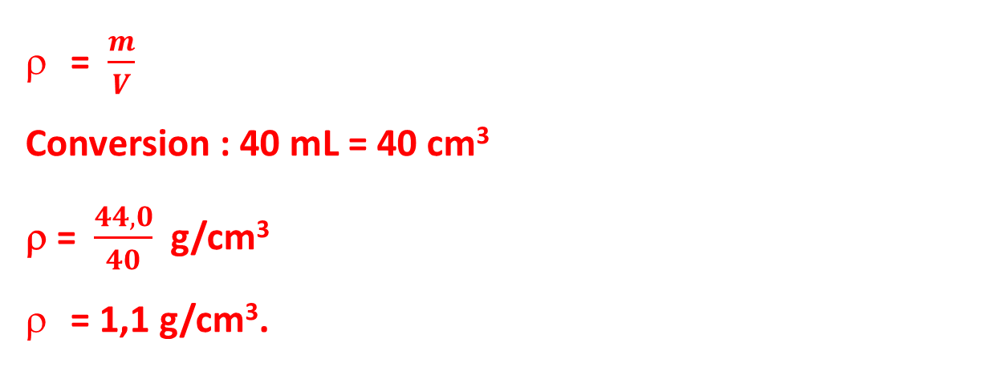 ρ = m/V
Conversion : 40 mL = 40 cm³
ρ = 44,0/40 g/cm³
ρ = 1,1 g/cm³.